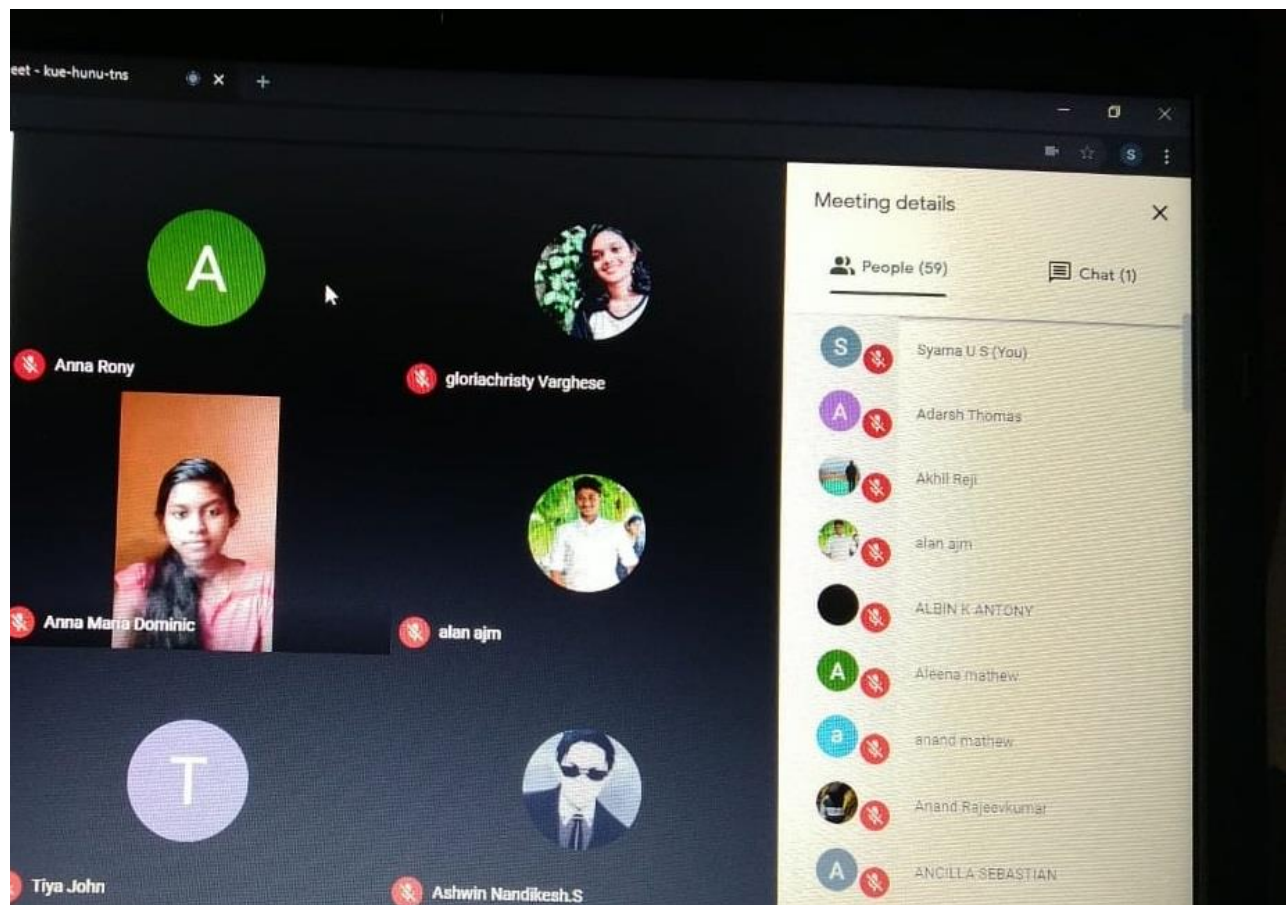 eet - kue-hunu-tns
S
Meeting details
People (59)
Chat (1)
A
Anna Rony
gloriachristy Varghese
Anna Maria Dominic
alan ajm
T
Tiya John
Ashwin Nandikesh.S
S
Syama U S (You)
A
Adarsh Thomas
Akhil Reji
alan ajm
ALBIN K ANTONY
A
Aleena mathew
a
anand mathew
Anand Rajeevkumar
A
ANCILLA SEBASTIAN